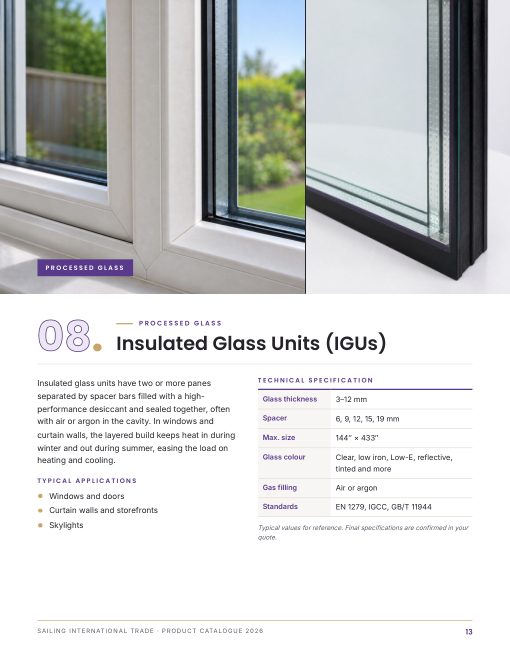 PROCESSED GLASS
08.
PROCESSED GLASS
Insulated Glass Units (IGUs)
Insulated glass units have two or more panes
separated by spacer bars filled with a high-
performance desiccant and sealed together, often
with air or argon in the cavity. In windows and
curtain walls, the layered build keeps heat in during
winter and out during summer, easing the load on
heating and cooling.
TYPICAL APPLICATIONS
Windows and doors
Curtain walls and storefronts
Skylights
TECHNICAL SPECIFICATION
Glass thickness 3–12 mm
Spacer 6, 9, 12, 15, 19 mm
Max. size 144″ × 433″
Glass colour Clear, low iron, Low-E, reflective,
tinted and more
Gas filling Air or argon
Standards EN 1279, IGCC, GB/T 11944
Typical values for reference. Final specifications are confirmed in your
quote.
SAILING INTERNATIONAL TRADE · PRODUCT CATALOGUE 2026
13